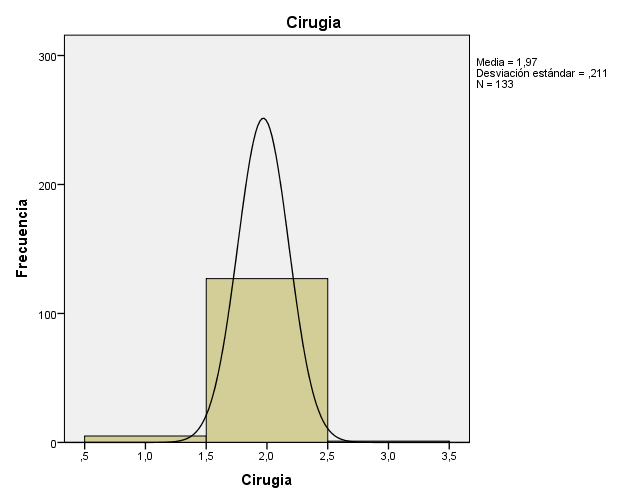 Cirugia
Media = 1,97
Desviación estándar = ,211
N = 133
Frecuencia
300
200
100
0
,5 1,0 1,5 2,0 2,5 3,0 3,5
Cirugia